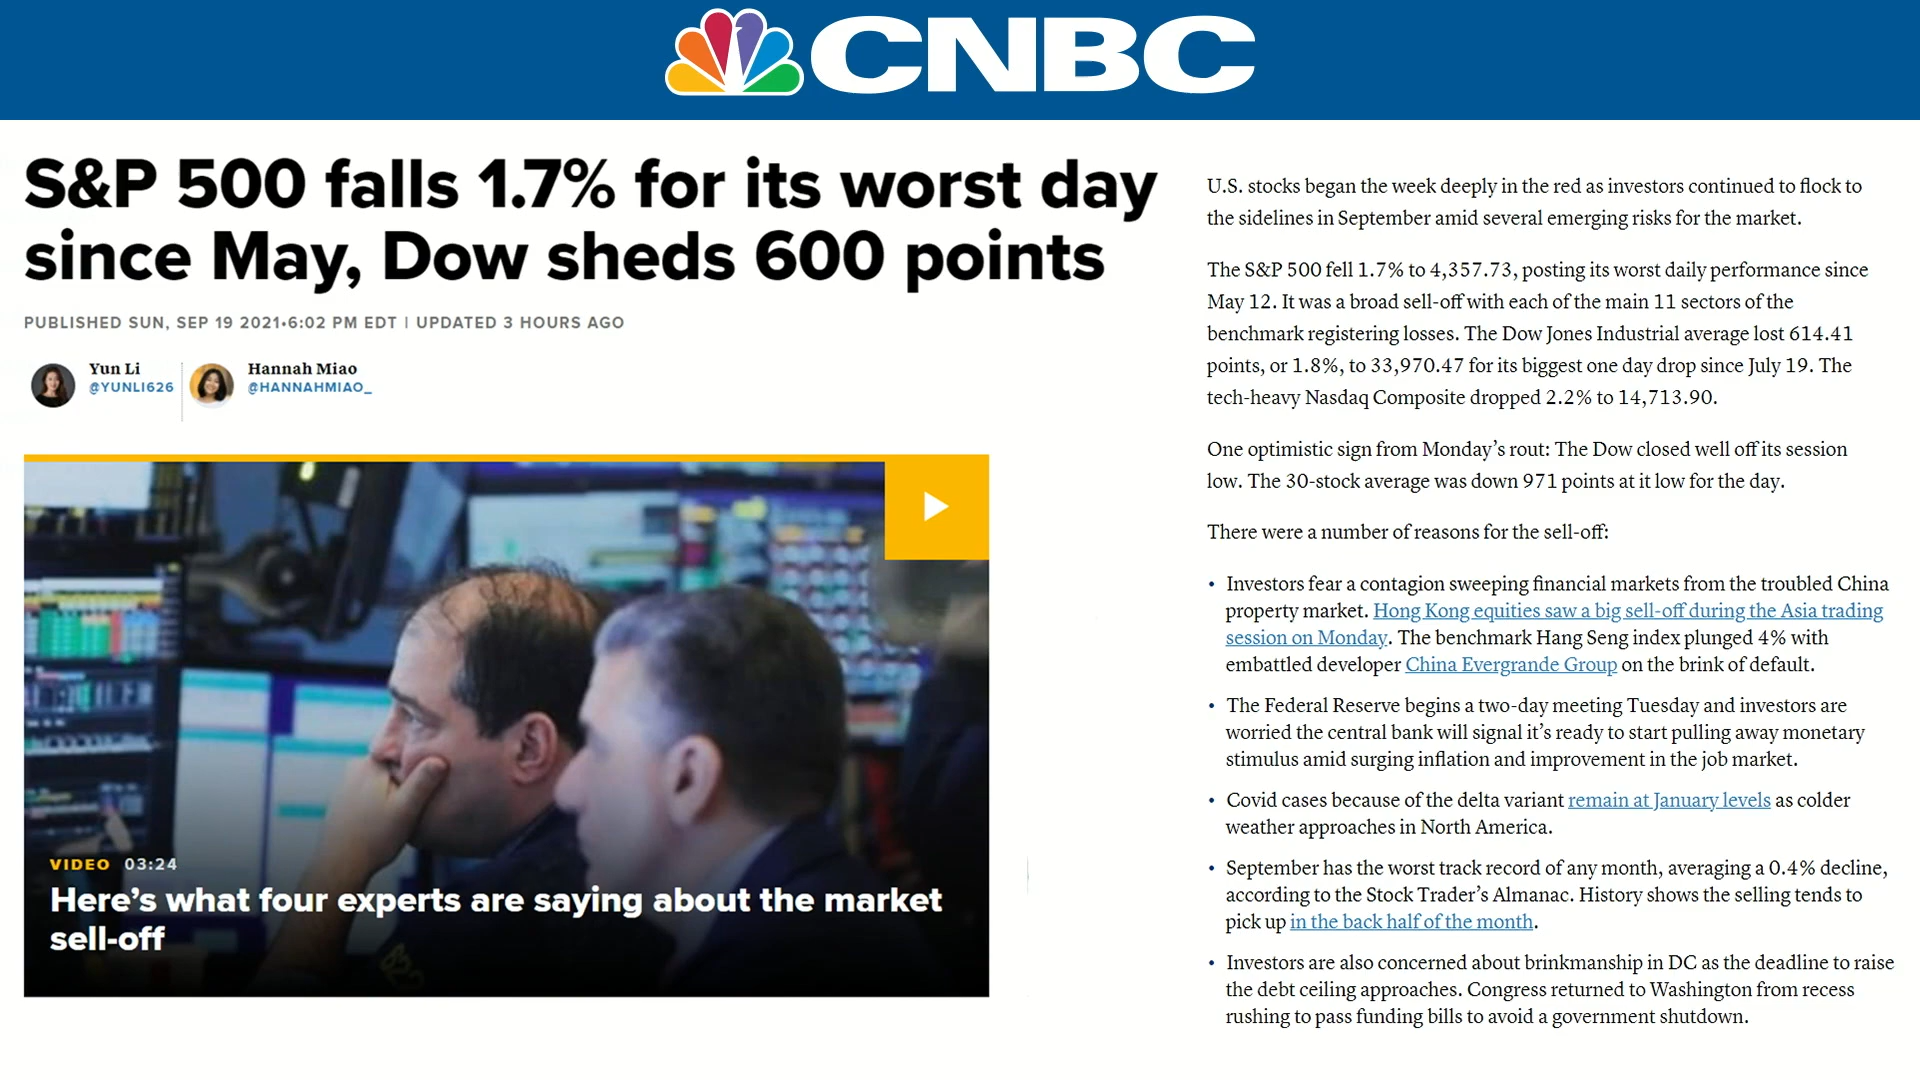 CNBC
S&P 500 falls 1.7% for its worst day
since May, Dow sheds 600 points
PUBLISHED SUN, SEP 19 2021•6:02 PM EDT | UPDATED 3 HOURS AGO
Yun Li
@YUNLI626
Hannah Miao
@HANNAHMIAO_
VIDEO 03:24
Here's what four experts are saying about the market
sell-off
U.S. stocks began the week deeply in the red as investors continued to flock to
the sidelines in September amid several emerging risks for the market.
The S&P 500 fell 1.7% to 4,357.73, posting its worst daily performance since
May 12. It was a broad sell-off with each of the main 11 sectors of the
benchmark registering losses. The Dow Jones Industrial average lost 614.41
points, or 1.8%, to 33,970.47 for its biggest one day drop since July 19. The
tech-heavy Nasdaq Composite dropped 2.2% to 14,713.90.
One optimistic sign from Monday's rout: The Dow closed well off its session
low. The 30-stock average was down 971 points at it low for the day.
There were a number of reasons for the sell-off:
• Investors fear a contagion sweeping financial markets from the troubled China
property market. Hong Kong equities saw a big sell-off during the Asia trading
session on Monday. The benchmark Hang Seng index plunged 4% with
embattled developer China Evergrande Group on the brink of default.
• The Federal Reserve begins a two-day meeting Tuesday and investors are
worried the central bank will signal it's ready to start pulling away monetary
stimulus amid surging inflation and improvement in the job market.
• Covid cases because of the delta variant remain at January levels as colder
weather approaches in North America.
• September has the worst track record of any month, averaging a 0.4% decline,
according to the Stock Trader's Almanac. History shows the selling tends to
pick up in the back half of the month.
• Investors are also concerned about brinkmanship in DC as the deadline to raise
the debt ceiling approaches. Congress returned to Washington from recess
rushing to pass funding bills to avoid a government shutdown.